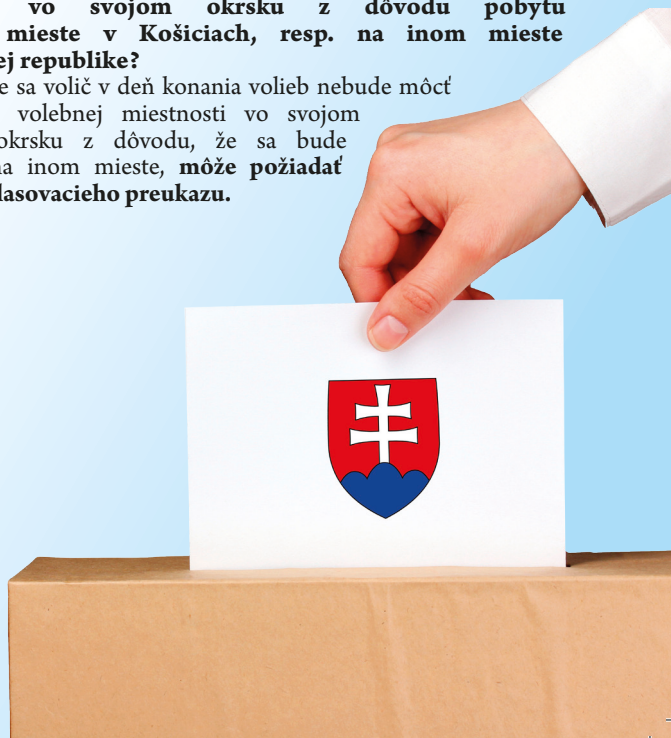 vo svojom okrsku z dôvodu pobytu
mieste v Košiciach, resp. na inom mieste
ej republike?
e sa volič v deň konania volieb nebude môcť
volebnej miestnosti vo svojom
okrsku z dôvodu, že sa bude
na inom mieste, môže požiadať
lasovacieho preukazu.